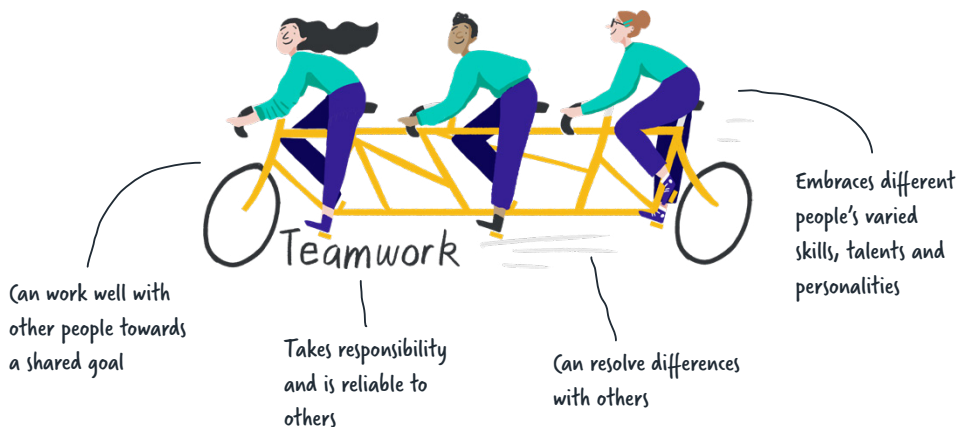 Teamwork
Can work well with
other people towards
a shared goal
Takes responsibility
and is reliable to
others
Can resolve differences
with others
Embraces different
people's varied
skills, talents and
personalities